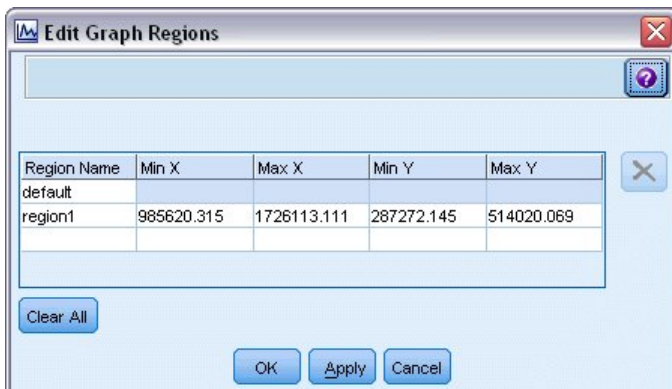 Edit Graph Regions
Region Name Min X Max X Min Y Max Y
default
region1 985620.315 1726113.111 287272.145 514020.069
Clear All
OK Apply Cancel